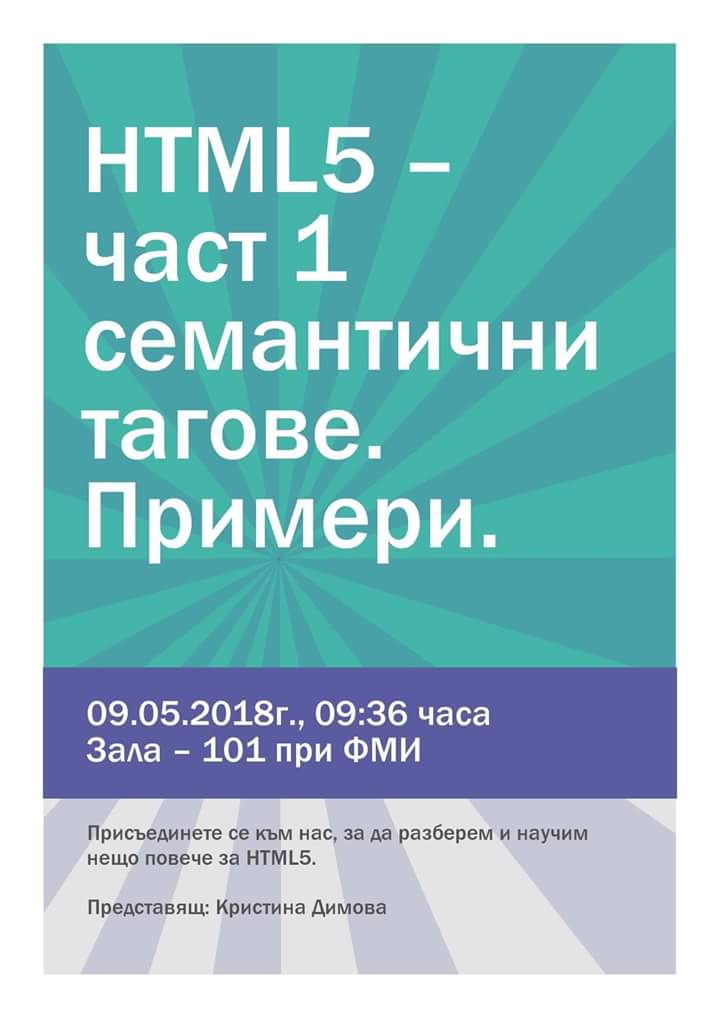 HTML5 –
част 1
семантични
тагове.
Примери.
09.05.2018г., 09:36 часа
Зала – 101 при ФМИ
Присъединете се към нас, за да разберем и научим
нещо повече за HTML5.
Представящ: Кристина Димова